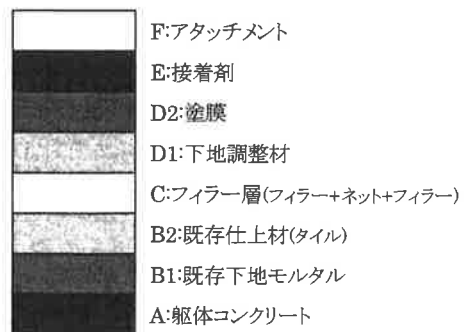 F:アタッチメント
E:接着剤
D2:塗膜
D1:下地調整材
C:フィラー層(フィラー+ネット+フィラー)
B2:既存仕上材(タイル)
B1:既存下地モルタル
A:躯体コンクリート